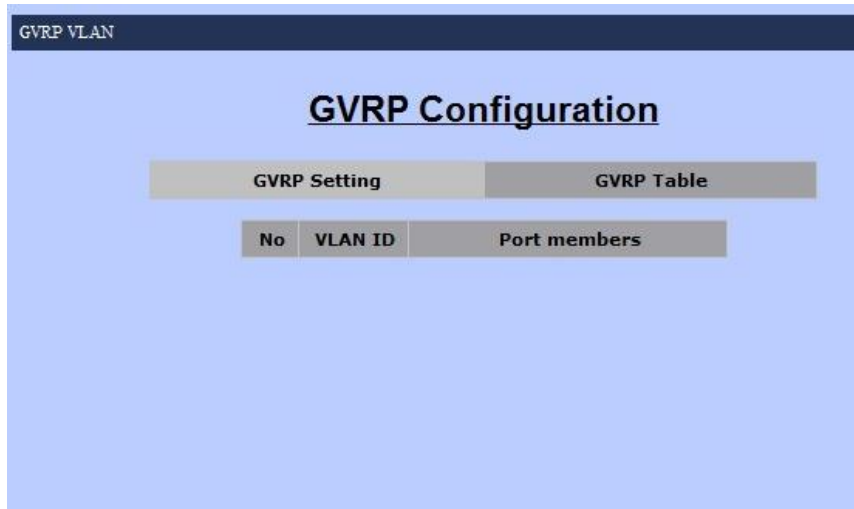 GVRP VLAN
GVRP Configuration
GVRP Setting GVRP Table
No VLAN ID Port members